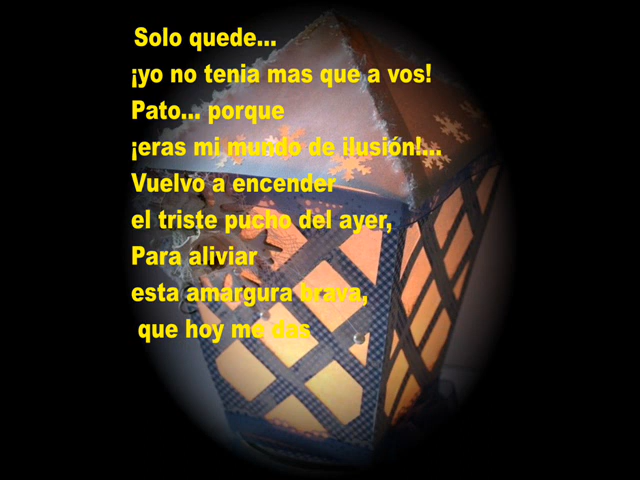 Solo quede...
¡yo no tenia mas que a vos!
Pato... porque
¡eras mi mundo de ilusión!...
Vuelvo a encender
el triste pucho del ayer,
Para aliviar
esta amargura brava,
que hoy me das